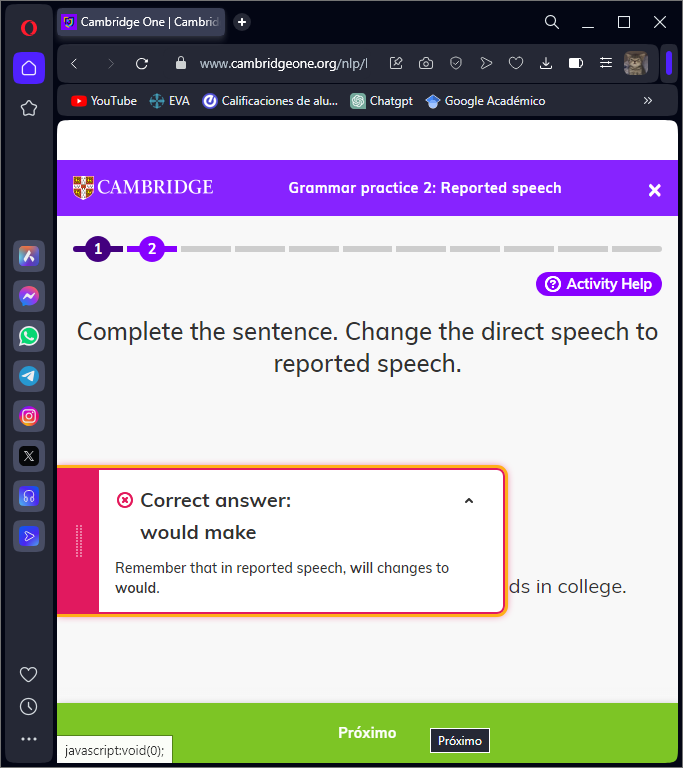 Cambridge One | Cambrid
www.cambridgeone.org/nlp/l
YouTube
EVA
Calificaciones de alu...
Chatgpt
Google Académico
CAMBRIDGE
Grammar practice 2: Reported speech
1
2
Activity Help
Complete the sentence. Change the direct speech to
reported speech.
Correct answer:
would make
Remember that in reported speech, will changes to
would.
ds in college.
Próximo
Próximo
javascript:void(0);